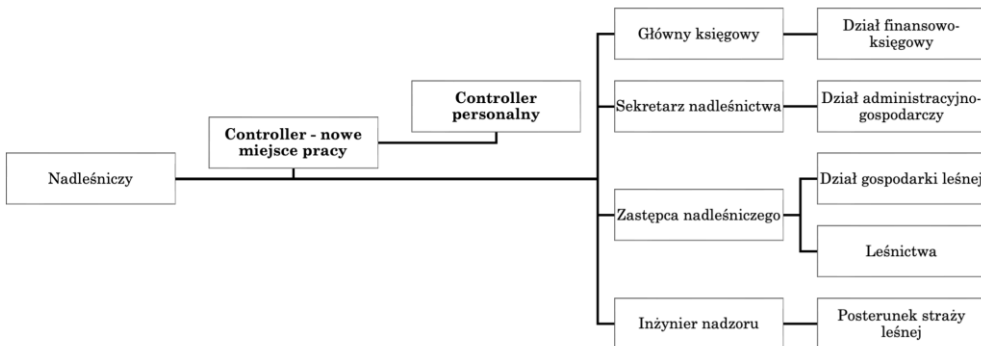 Nadleśniczy
Controller - nowe
miejsce pracy
Controller
personalny
Główny księgowy
Dział finansowo-
księgowy
Sekretarz nadleśnictwa
Dział administracyjno-
gospodarczy
Zastępca nadleśniczego
Dział gospodarki leśnej
Leśnictwa
Inżynier nadzoru
Posterunek straży
leśnej